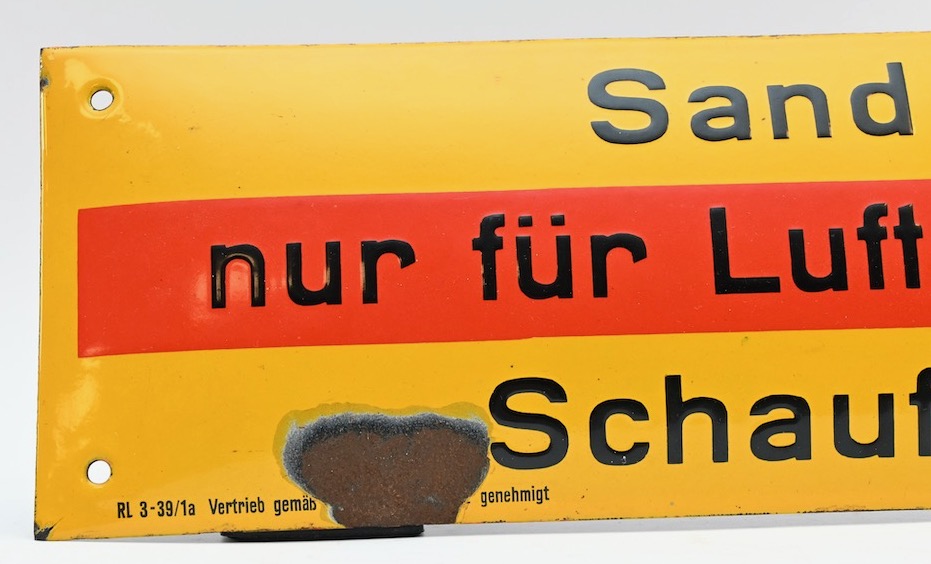 Sand
nur für Luft
Schauf
RL 3-39/1a Vertrieb gemäß genehmigt